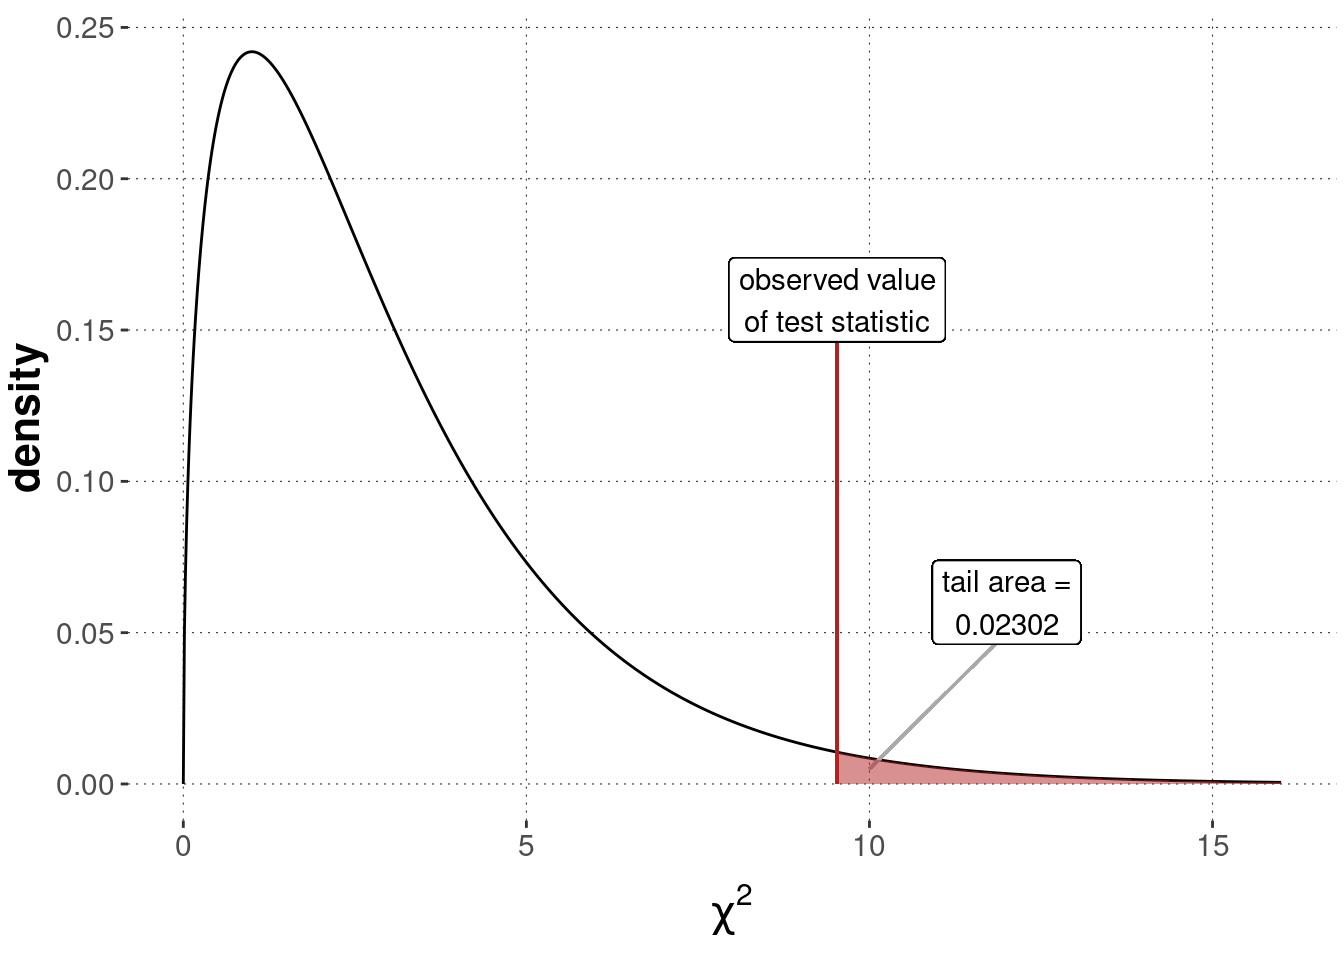 0.25
0.20
0.15
0.10
0.05
0.00
density
observed value
of test statistic
tail area =
0.02302
0
5
10
15
χ²